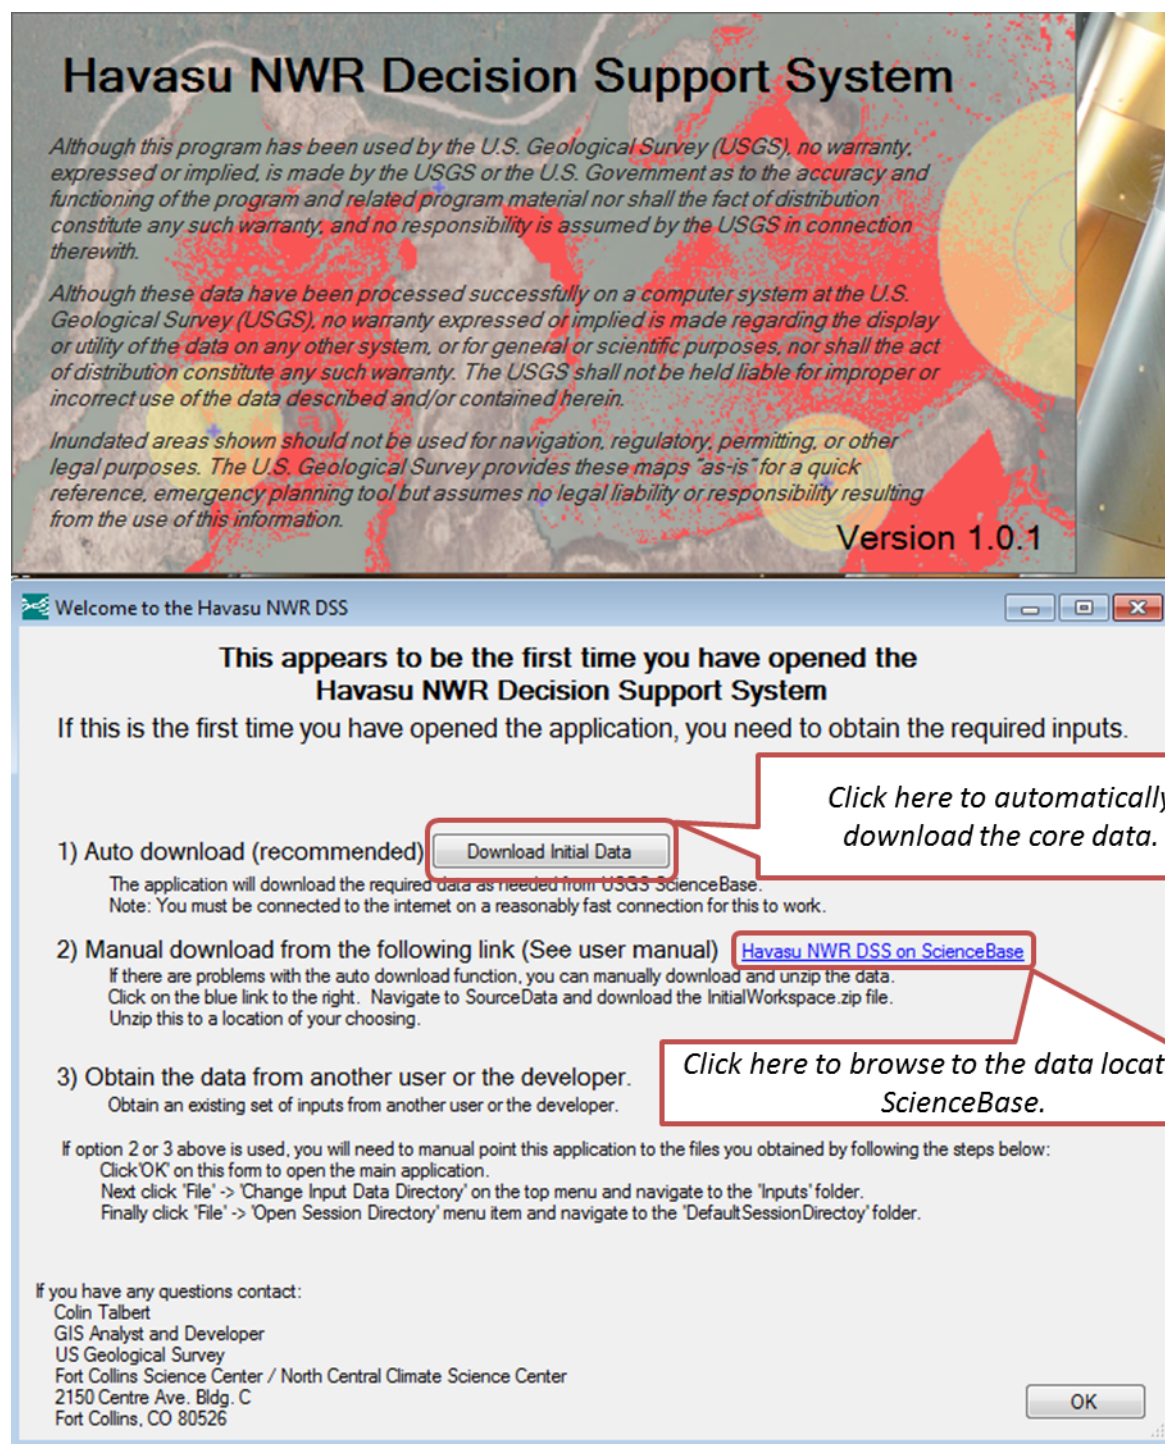 Havasu NWR Decision Support System
Although this program has been used by the U.S. Geological Survey (USGS), no warranty,
expressed or implied, is made by the USGS or the U.S. Government as to the accuracy and
functioning of the program and related program material nor shall the fact of distribution
constitute any such warranty, and no responsibility is assumed by the USGS in connection
therewith.
Although these data have been processed successfully on a computer system at the U.S.
Geological Survey (USGS), no warranty expressed or implied is made regarding the display
or utility of the data on any other system, or for general or scientific purposes, nor shall the act
of distribution constitute any such warranty. The USGS shall not be held liable for improper or
incorrect use of the data described and/or contained herein.
Inundated areas shown should not be used for navigation, regulatory, permitting, or other
legal purposes. The U.S. Geological Survey provides these maps "as-is" for a quick
reference, emergency planning tool but assumes no legal liability or responsibility resulting
from the use of this information.
Version 1.0.1
Welcome to the Havasu NWR DSS
This appears to be the first time you have opened the
Havasu NWR Decision Support System
If this is the first time you have opened the application, you need to obtain the required inputs.
Click here to automatically
download the core data.
1) Auto download (recommended) Download Initial Data
The application will download the required data as needed from USGS ScienceBase.
Note: You must be connected to the internet on a reasonably fast connection for this to work.
2) Manual download from the following link (See user manual) Havasu NWR DSS on ScienceBase
If there are problems with the auto download function, you can manually download and unzip the data.
Click on the blue link to the right. Navigate to SourceData and download the InitialWorkspace.zip file.
Unzip this to a location of your choosing.
Click here to browse to the data locat
ScienceBase.
3) Obtain the data from another user or the developer.
Obtain an existing set of inputs from another user or the developer.
If option 2 or 3 above is used, you will need to manual point this application to the files you obtained by following the steps below:
Click 'OK' on this form to open the main application.
Next click 'File' -> 'Change Input Data Directory' on the top menu and navigate to the 'Inputs' folder.
Finally click 'File' -> 'Open Session Directory' menu item and navigate to the 'DefaultSessionDirectoy' folder.
If you have any questions contact:
Colin Talbert
GIS Analyst and Developer
US Geological Survey
Fort Collins Science Center / North Central Climate Science Center
2150 Centre Ave. Bldg. C
Fort Collins, CO 80526
OK